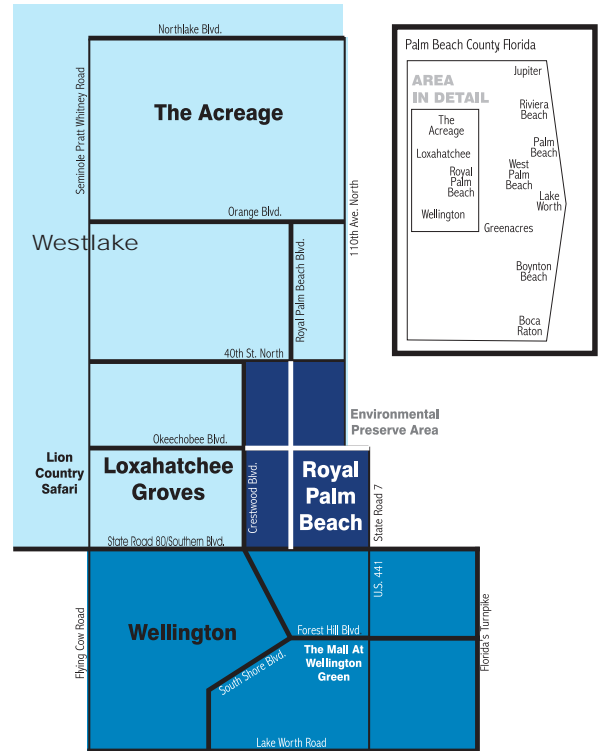 Northlake Blvd.
Seminole Pratt Whitney Road
The Acreage
110th Ave. North
Orange Blvd.
Westlake
Royal Palm Beach Blvd.
40th St. North
Environmental
Preserve Area
Okeechobee Blvd.
Lion
Country
Safari
Loxahatchee
Groves
Crestwood Blvd.
Royal
Palm
Beach
State Road 7
State Road 80/Southern Blvd.
U.S. 441
Flying Cow Road
Wellington
Forest Hill Blvd
Florida's Turnpike
South Shore Blvd.
The Mall At
Wellington
Green
Lake Worth Road
Palm Beach County, Florida
AREA
IN DETAIL
Jupiter
Riviera
Beach
The
Acreage
Loxahatchee
Royal
Palm
Beach
Wellington
Palm
Beach
West
Palm
Beach
Lake
Worth
Greenacres
Boynton
Beach
Boca
Raton